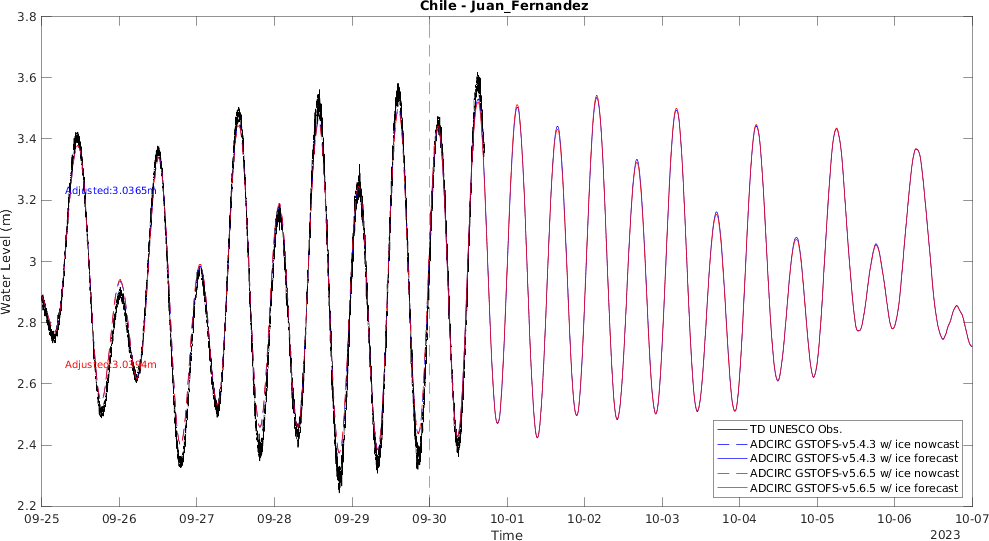 Chile - Juan_Fernandez
3.8
3.6
3.4
3.2
3
2.8
2.6
2.4
2.2
Water Level (m)
Adjusted:3.0365m
Adjusted:3.0394m
TD UNESCO Obs.
ADCIRC GSTOFS-v5.4.3 w/ ice nowcast
ADCIRC GSTOFS-v5.4.3 w/ ice forecast
ADCIRC GSTOFS-v5.6.5 w/ ice nowcast
ADCIRC GSTOFS-v5.6.5 w/ ice forecast
09-25 09-26 09-27 09-28 09-29 09-30 10-01 10-02 10-03 10-04 10-05 10-06 10-07
Time
2023